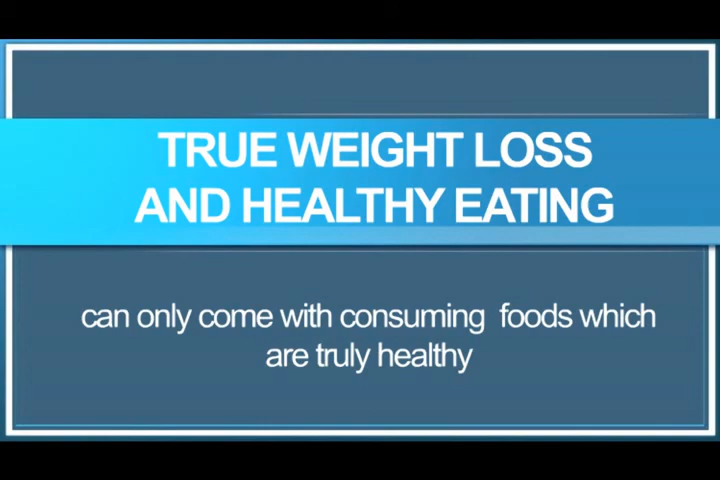 TRUE WEIGHT LOSS
AND HEALTHY EATING
can only come with consuming foods which
are truly healthy